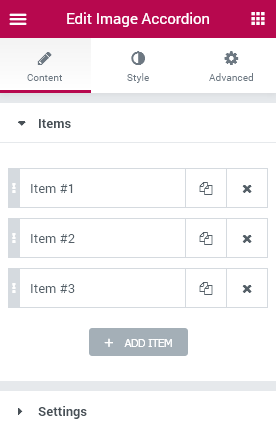 Edit Image Accordion
Content
Style
Advanced
Items
Item #1
Item #2
Item #3
ADD ITEM
Settings